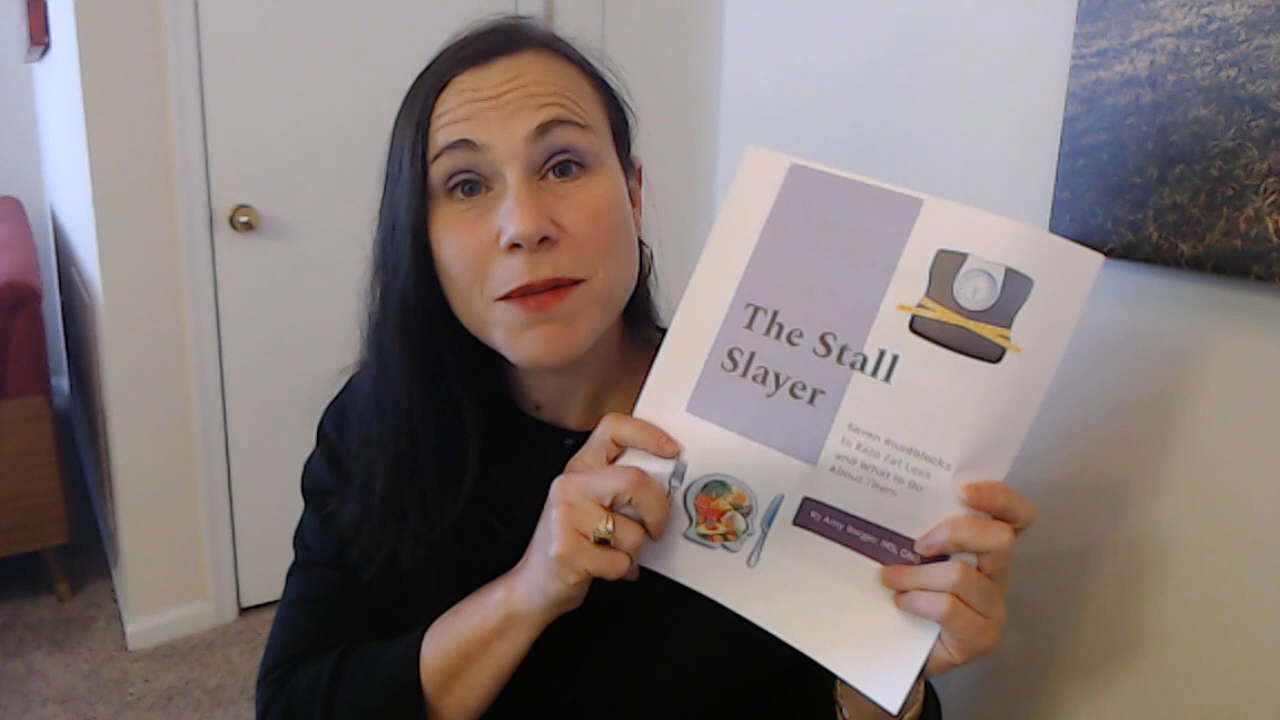 The Stall
Slayer
Seven Roadblocks
to Keto Fat Loss
and What to Do
About Them
By Amy Berger, MS, CNS